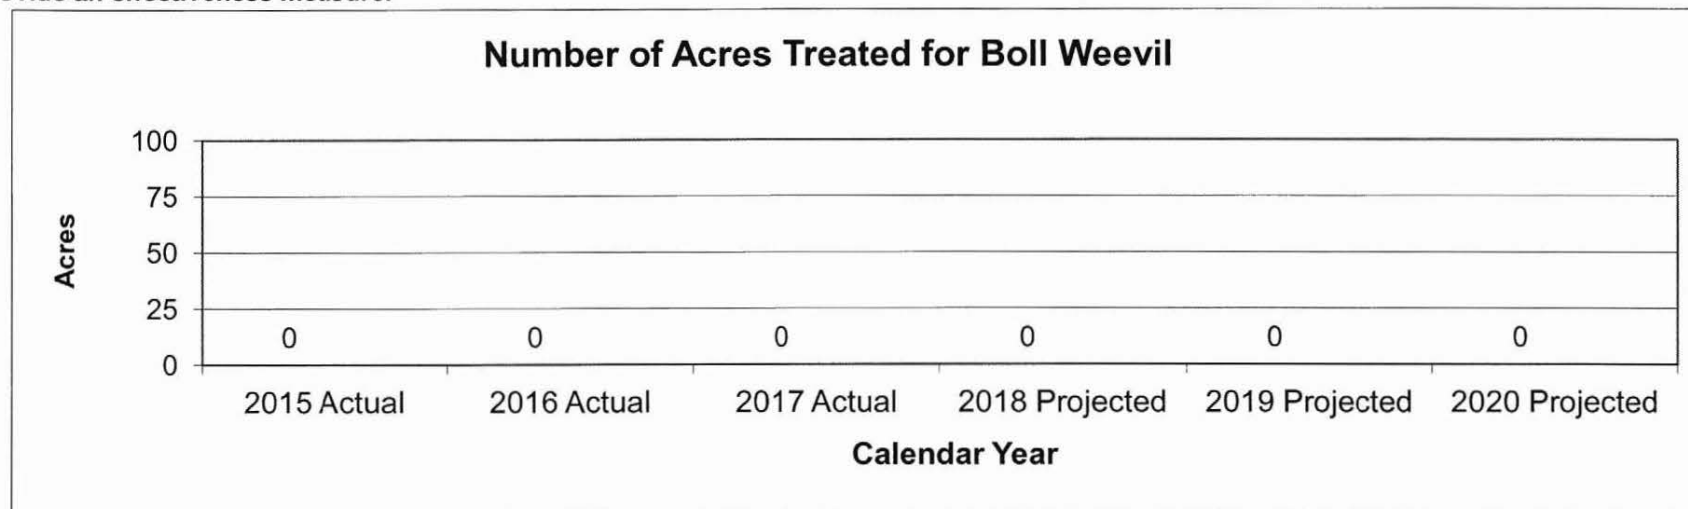 Number of Acres Treated for Boll Weevil
100
75
50
25
0
Acres
0 0 0 0 0 0
2015 Actual 2016 Actual 2017 Actual 2018 Projected 2019 Projected 2020 Projected
Calendar Year